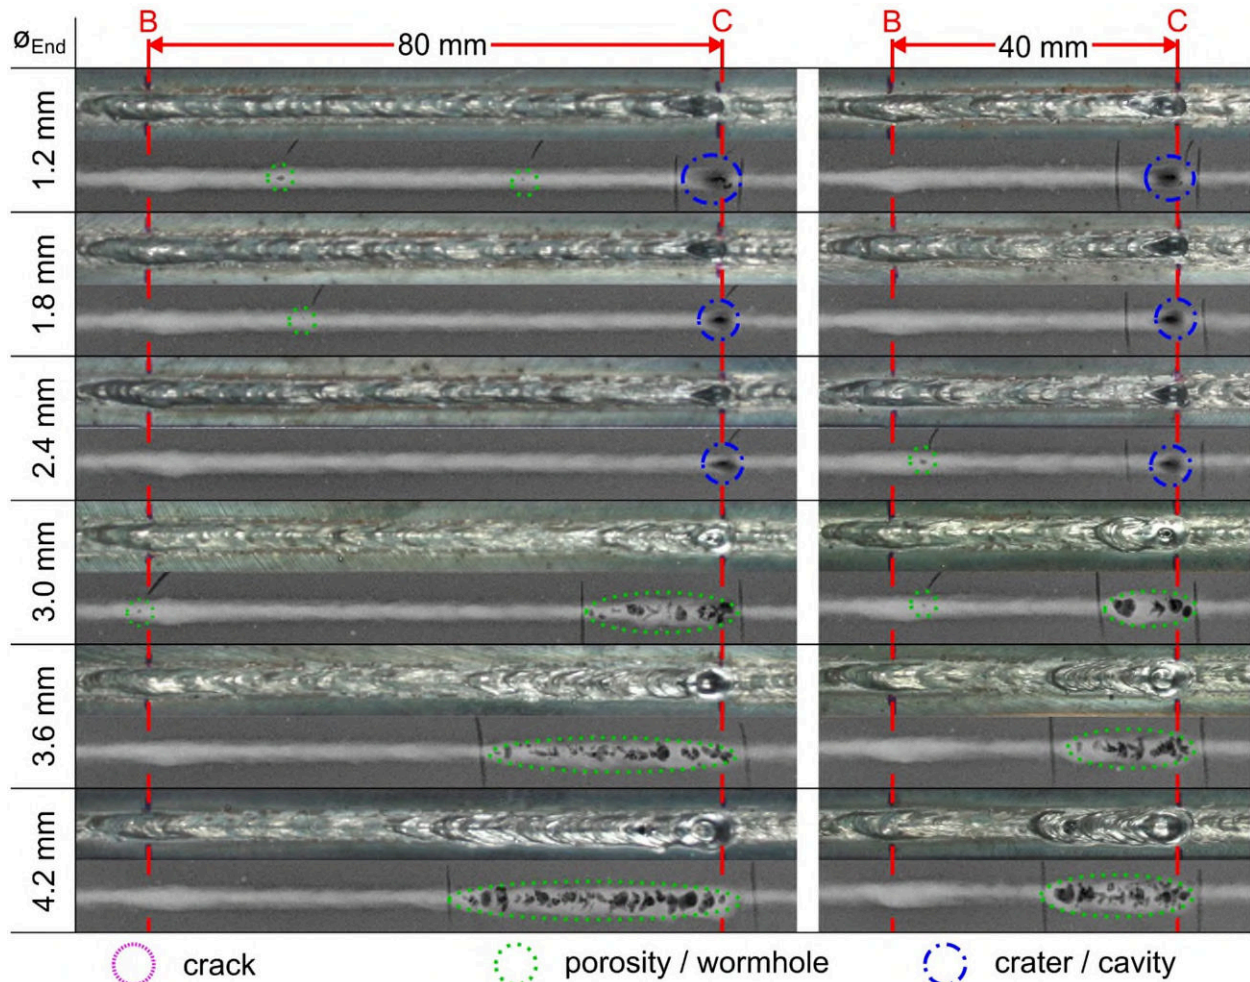 B C B C
øEnd 80 mm 40 mm
1.2 mm
1.8 mm
2.4 mm
3.0 mm
3.6 mm
4.2 mm
crack porosity / wormhole crater / cavity